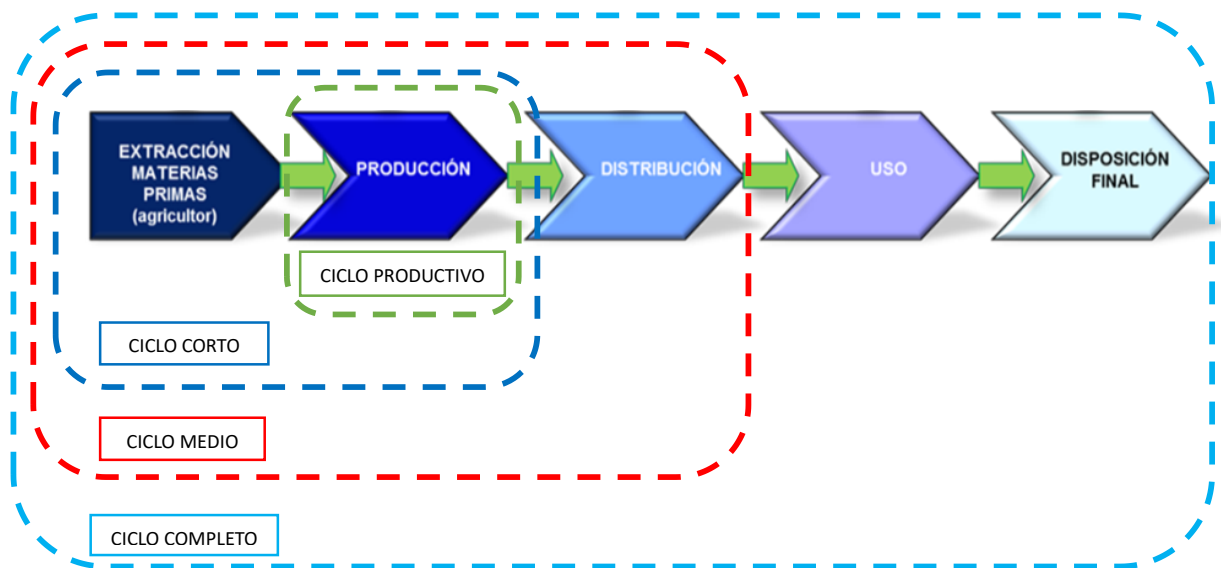 EXTRACCIÓN
MATERIAS
PRIMAS
(agricultor)
PRODUCCIÓN
DISTRIBUCIÓN
USO
DISPOSICIÓN
FINAL
CICLO PRODUCTIVO
CICLO CORTO
CICLO MEDIO
CICLO COMPLETO